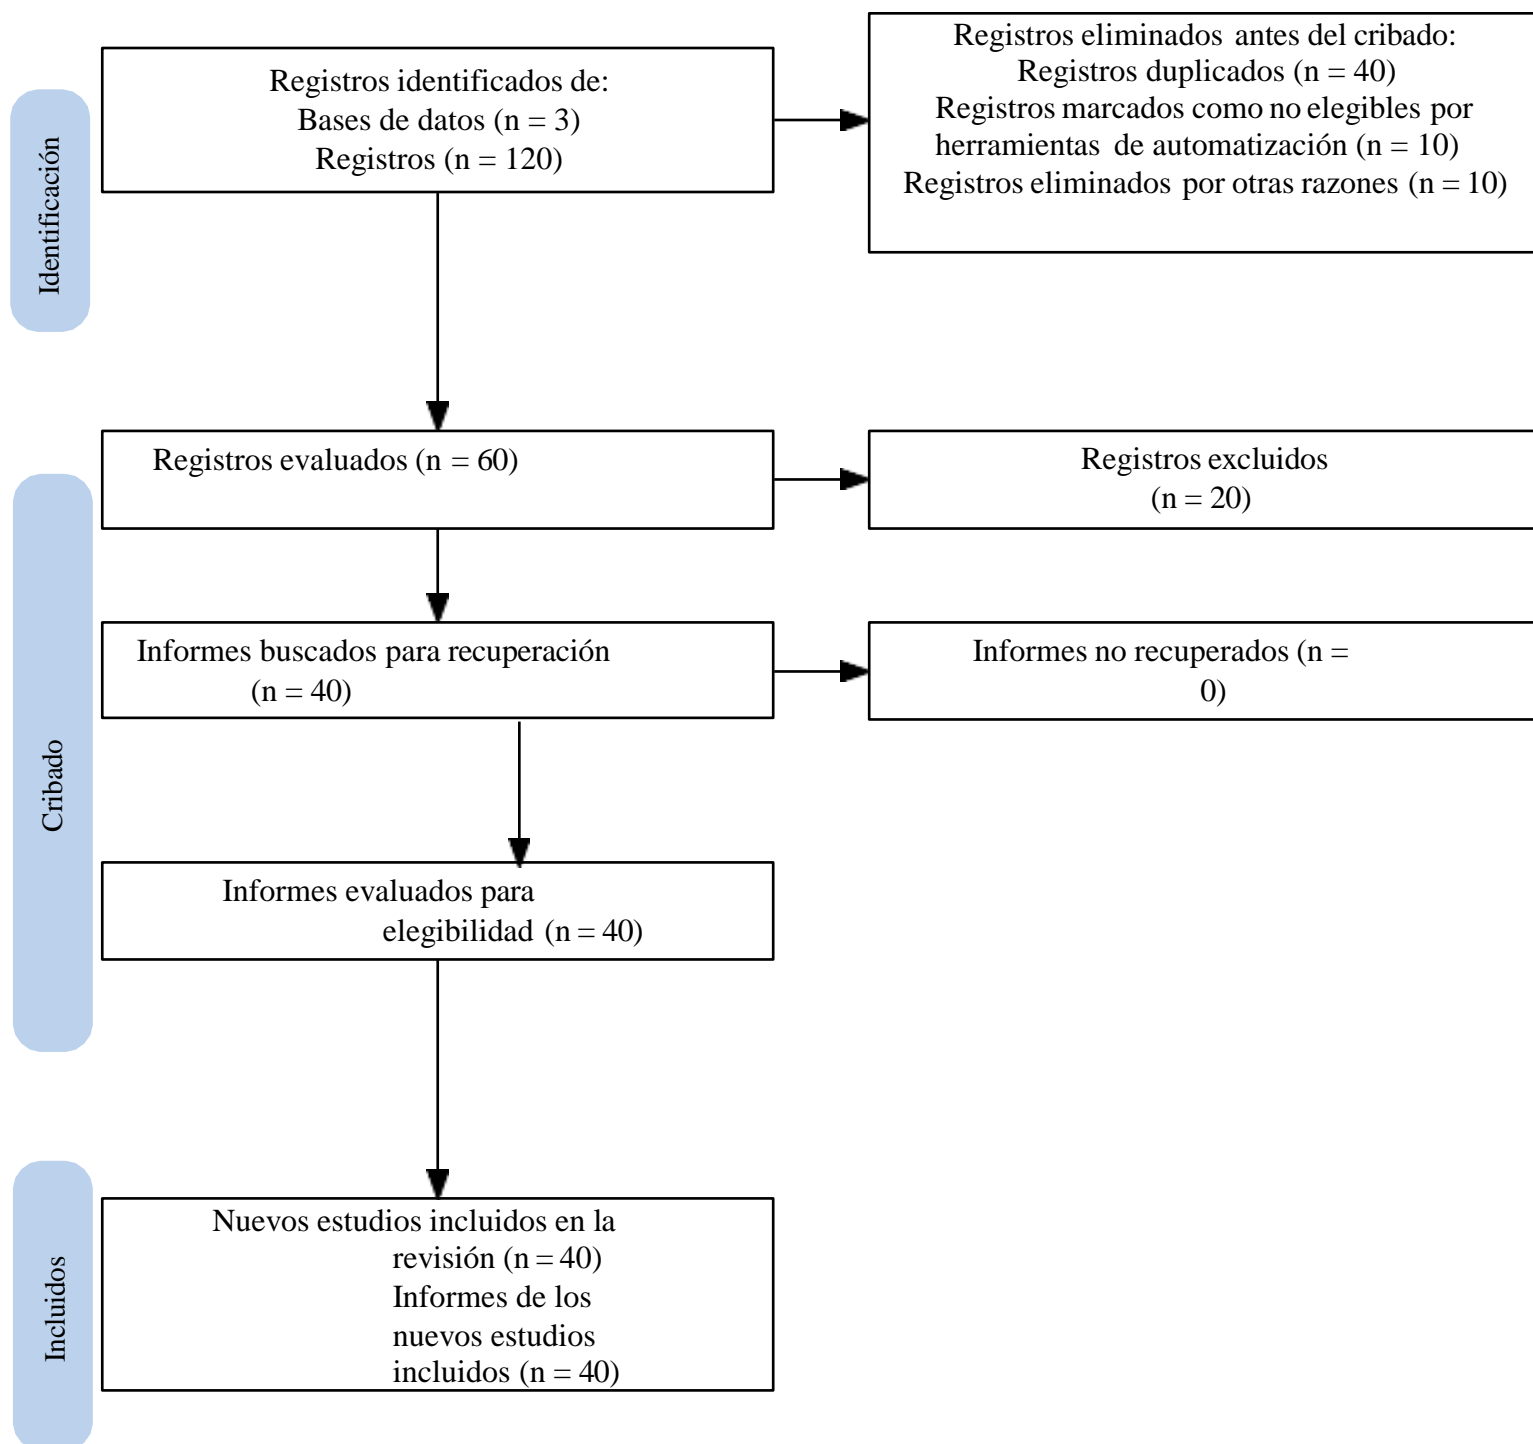 Identificación
Registros identificados de:
Bases de datos (n = 3)
Registros (n = 120)
Registros eliminados antes del cribado:
Registros duplicados (n = 40)
Registros marcados como no elegibles por
herramientas de automatización (n = 10)
Registros eliminados por otras razones (n = 10)
Cribado
Registros evaluados (n = 60)
Registros excluidos
(n = 20)
Informes buscados para recuperación
(n = 40)
Informes no recuperados (n =
0)
Informes evaluados para
elegibilidad (n = 40)
Incluidos
Nuevos estudios incluidos en la
revisión (n = 40)
Informes de los
nuevos estudios
incluidos (n = 40)